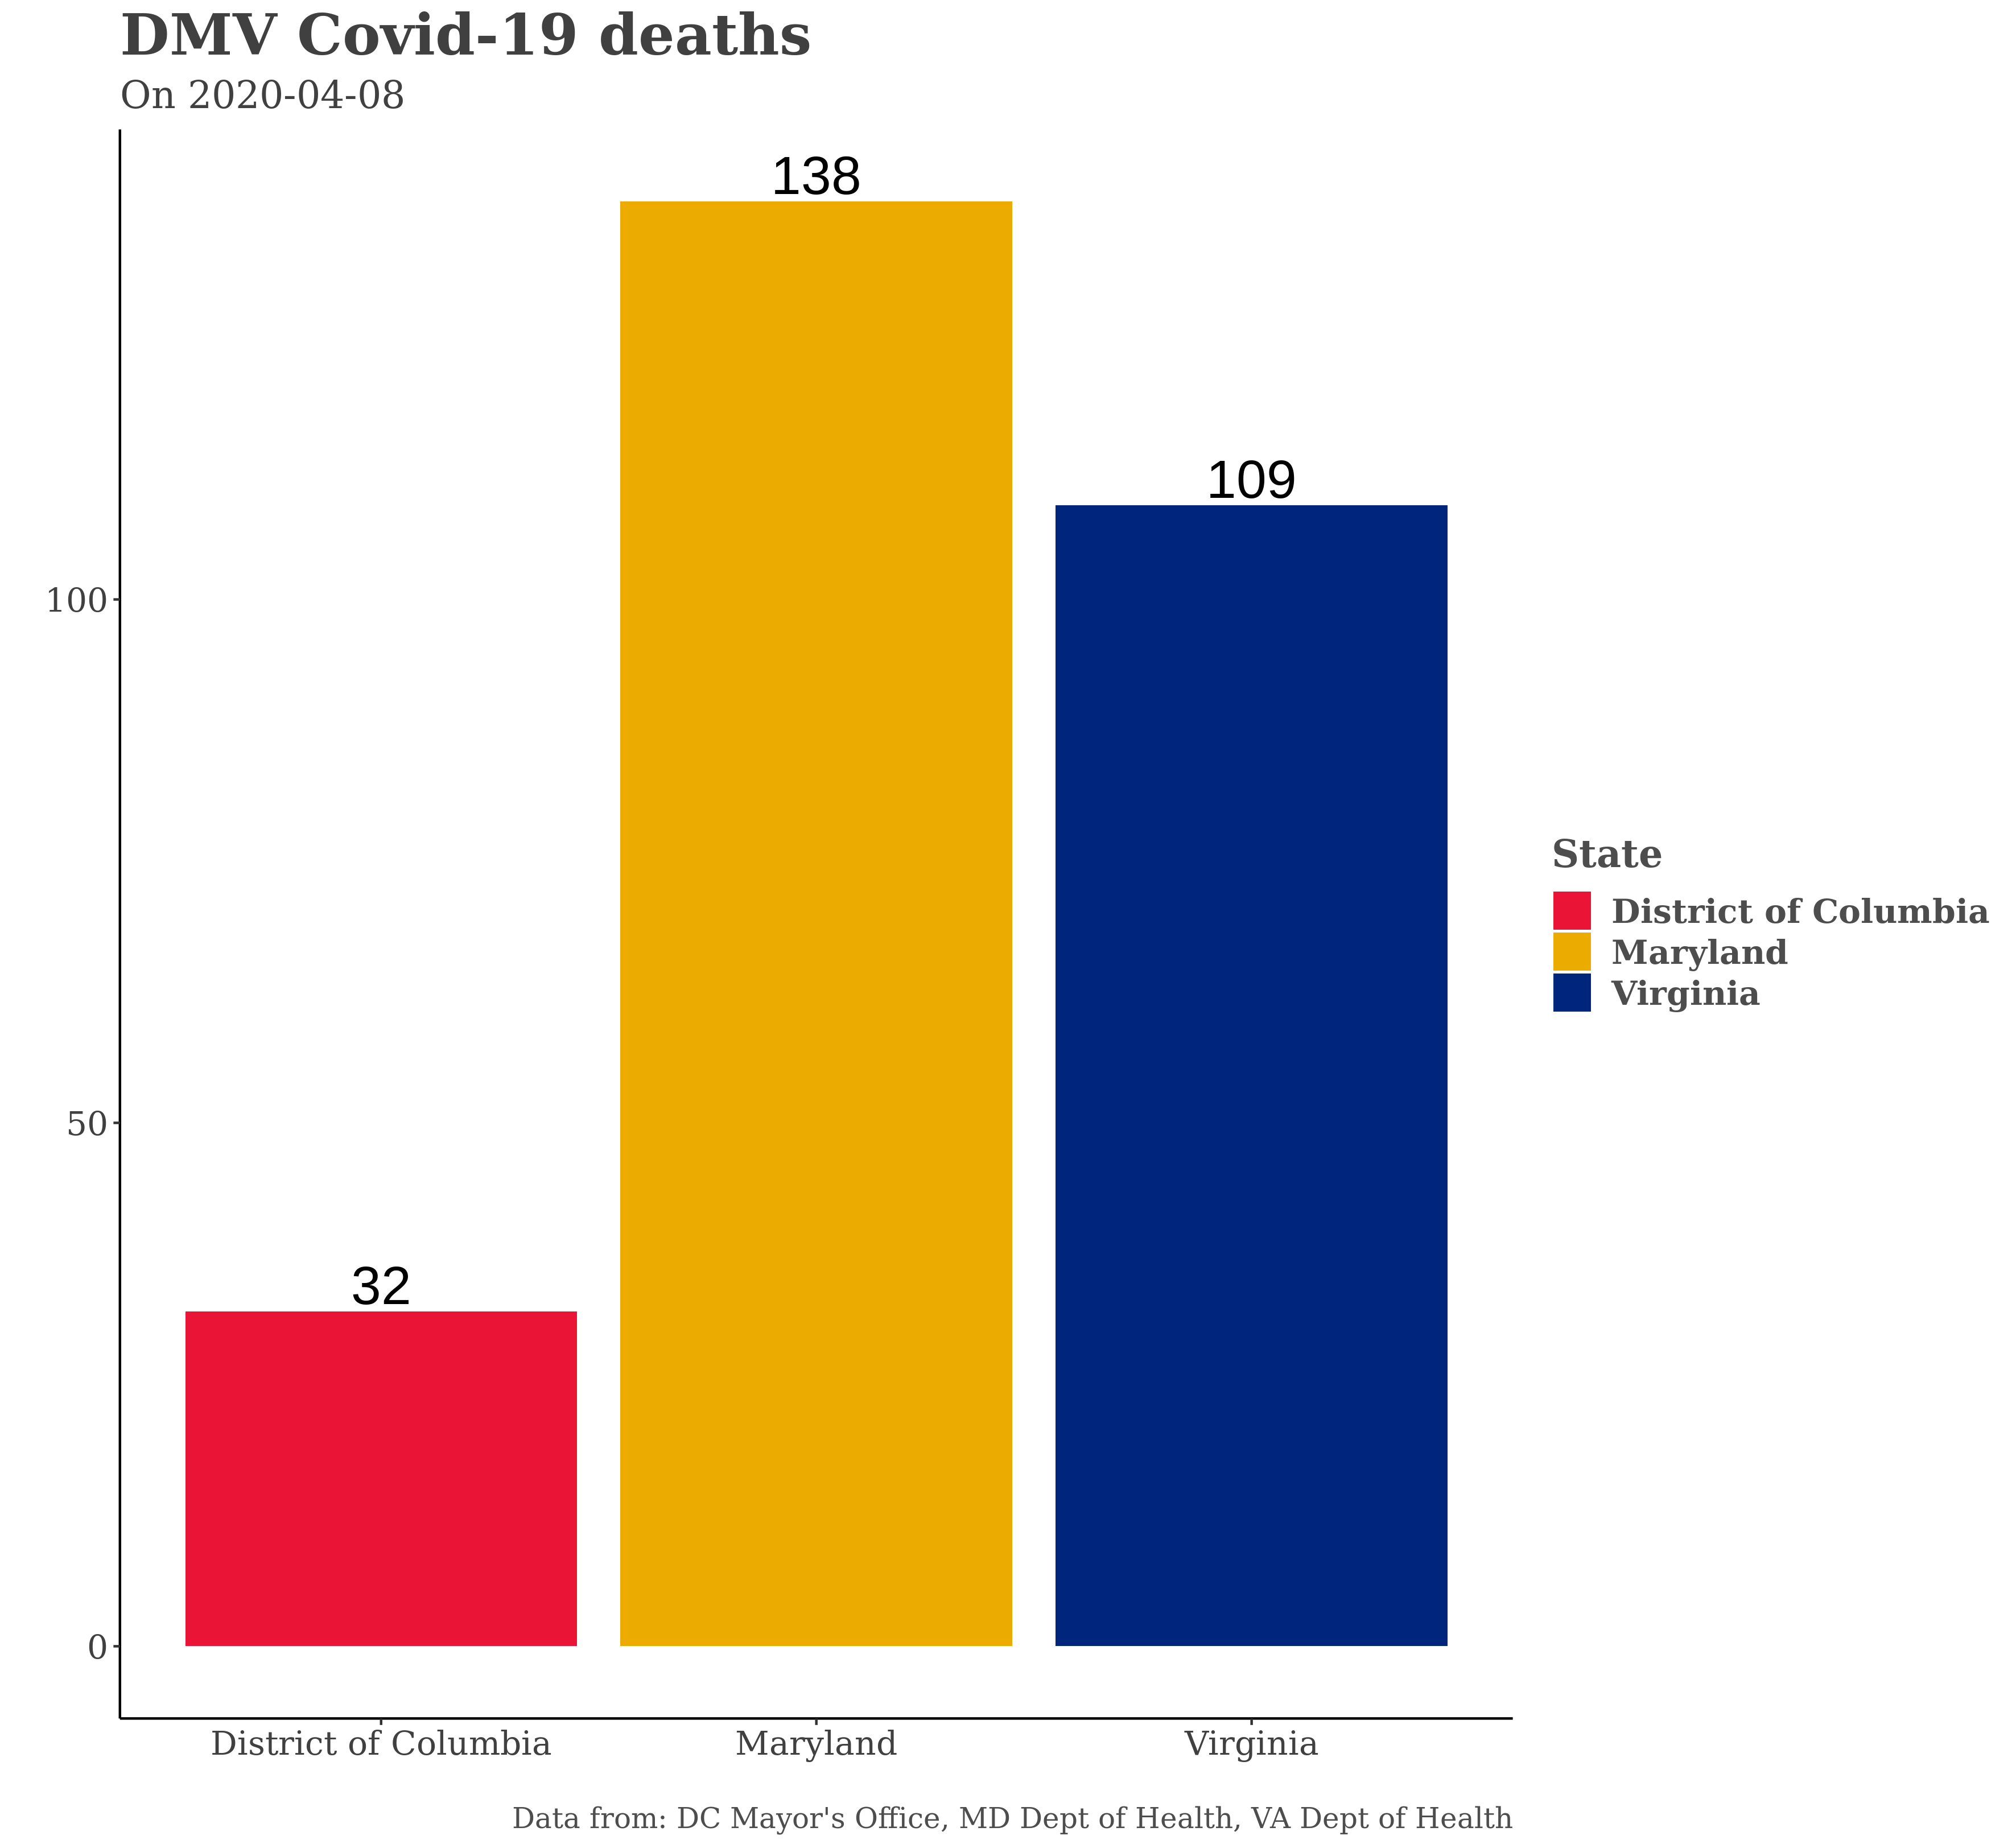 DMV Covid-19 deaths
On 2020-04-08
138
109
100
50
32
0
State
District of Columbia
Maryland
Virginia
District of Columbia
Maryland
Virginia
Data from: DC Mayor's Office, MD Dept of Health, VA Dept of Health